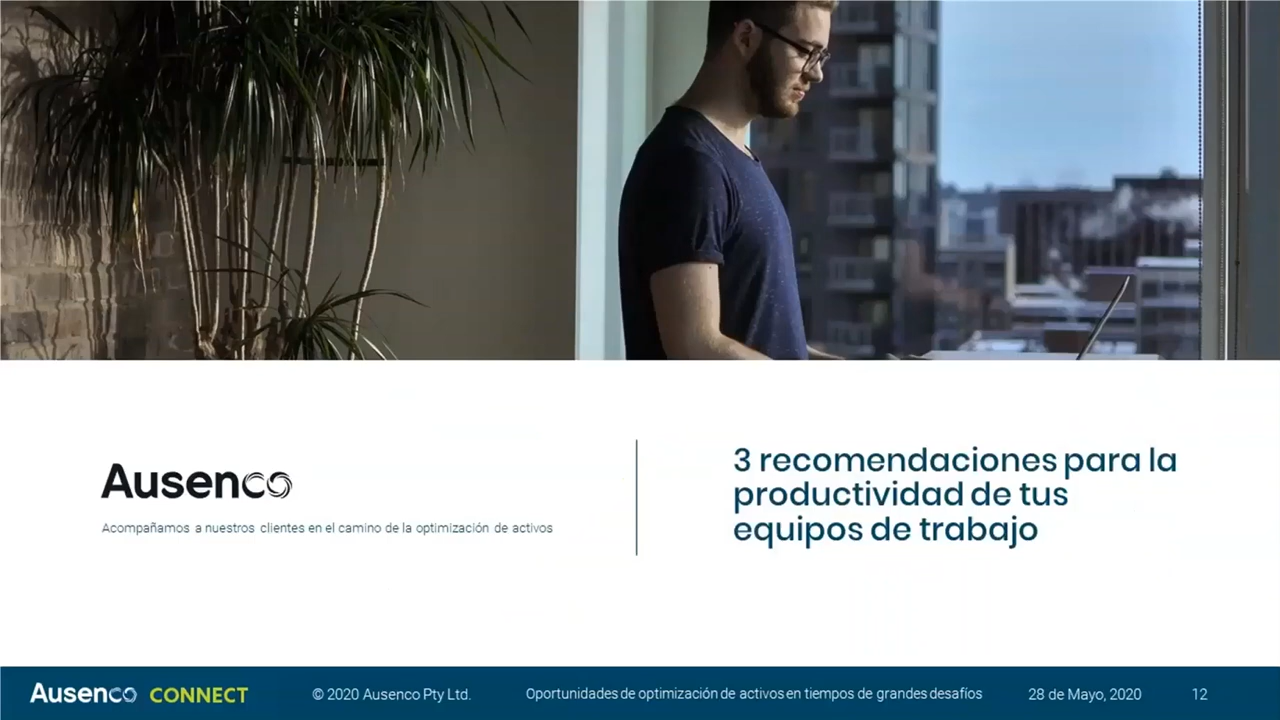 Ausenco
Acompañamos a nuestros clientes en el camino de la optimización de activos
3 recomendaciones para la
productividad de tus
equipos de trabajo
Ausenco CONNECT
© 2020 Ausenco Pty Ltd.
Oportunidades de optimización de activos en tiempos de grandes desafíos
28 de Mayo, 2020
12